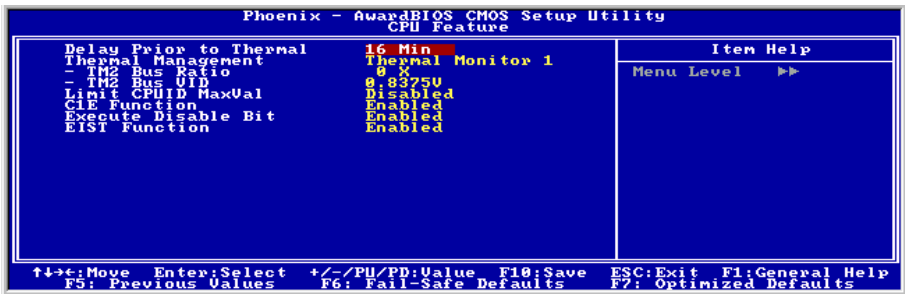 Phoenix - AwardBIOS CMOS Setup Utility
CPU Feature
Delay Prior to Thermal 16 Min
Thermal Management Thermal Monitor 1
- TM2 Bus Ratio 0 X
- TM2 Bus VID 0.8375V
Limit CPUID MaxVal Disabled
C1E Function Enabled
Execute Disable Bit Enabled
EIST Function Enabled
Item Help
Menu Level ►►
↑↓→←:Move Enter:Select +/-/PU/PD:Value F10:Save ESC:Exit F1:General Help
F5: Previous Values F6: Fail-Safe Defaults F7: Optimized Defaults